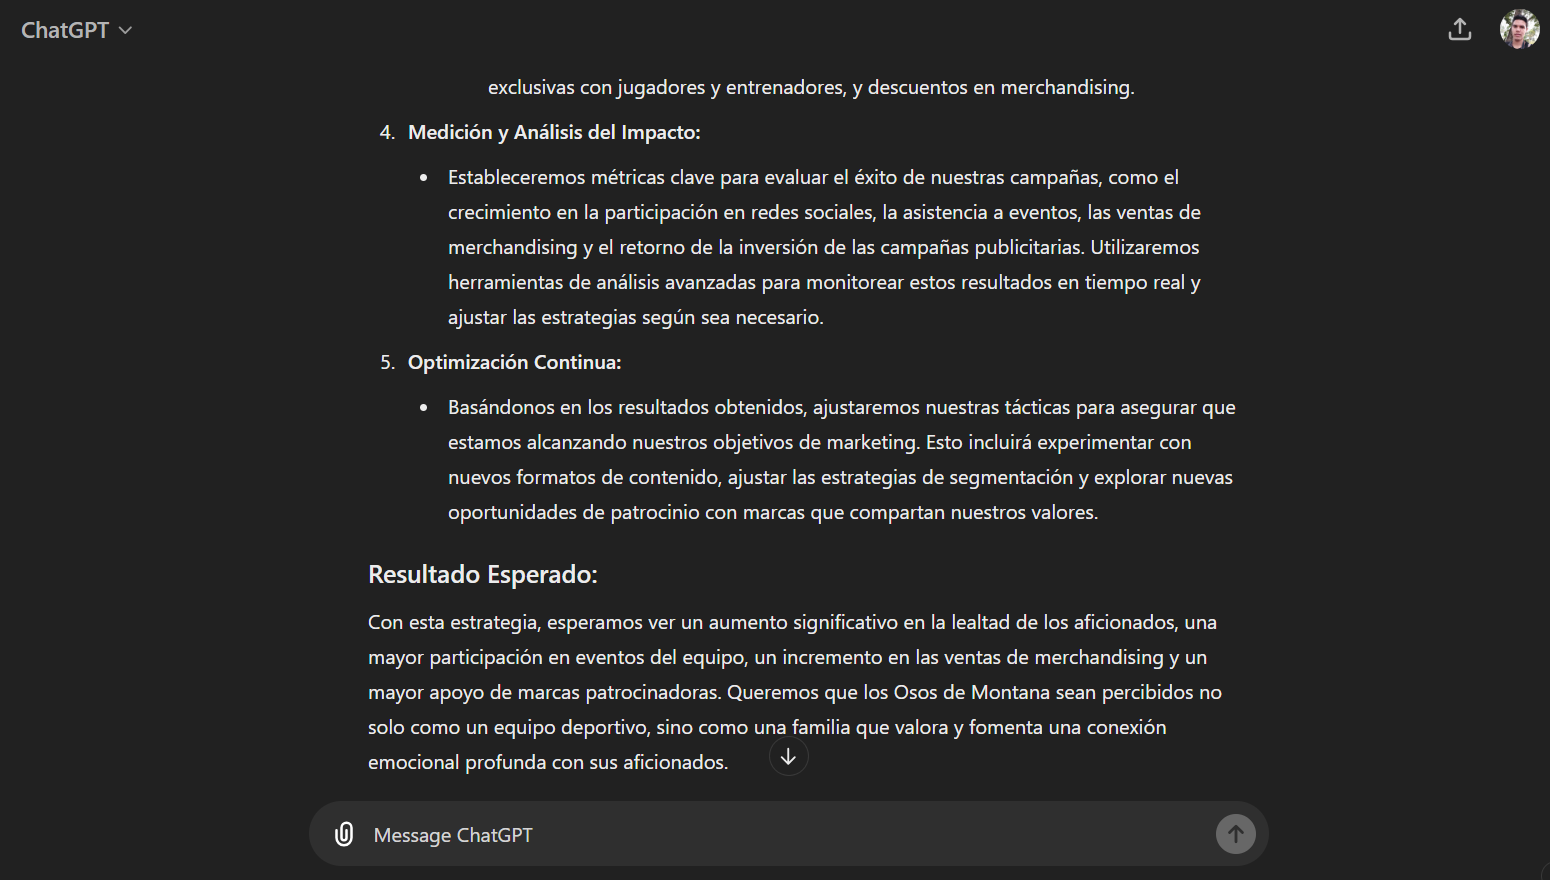 ChatGPT
exclusivas con jugadores y entrenadores, y descuentos en merchandising.
4. Medición y Análisis del Impacto:
• Estableceremos métricas clave para evaluar el éxito de nuestras campañas, como el
crecimiento en la participación en redes sociales, la asistencia a eventos, las ventas de
merchandising y el retorno de la inversión de las campañas publicitarias. Utilizaremos
herramientas de análisis avanzadas para monitorear estos resultados en tiempo real y
ajustar las estrategias según sea necesario.
5. Optimización Continua:
• Basándonos en los resultados obtenidos, ajustaremos nuestras tácticas para asegurar que
estamos alcanzando nuestros objetivos de marketing. Esto incluirá experimentar con
nuevos formatos de contenido, ajustar las estrategias de segmentación y explorar nuevas
oportunidades de patrocinio con marcas que compartan nuestros valores.
Resultado Esperado:
Con esta estrategia, esperamos ver un aumento significativo en la lealtad de los aficionados, una
mayor participación en eventos del equipo, un incremento en las ventas de merchandising y un
mayor apoyo de marcas patrocinadoras. Queremos que los Osos de Montana sean percibidos no
solo como un equipo deportivo, sino como una familia que valora y fomenta una conexión
emocional profunda con sus aficionados.
Message ChatGPT